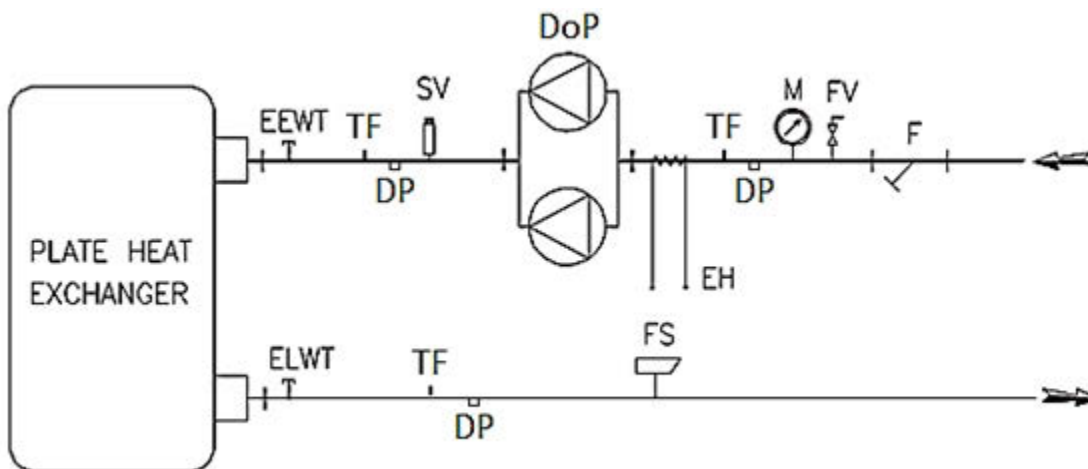 DoP
SV
M
FV
EEWT
TF
TF
F
DP
DP
PLATE HEAT
EXCHANGER
EH
FS
ELWT
TF
DP